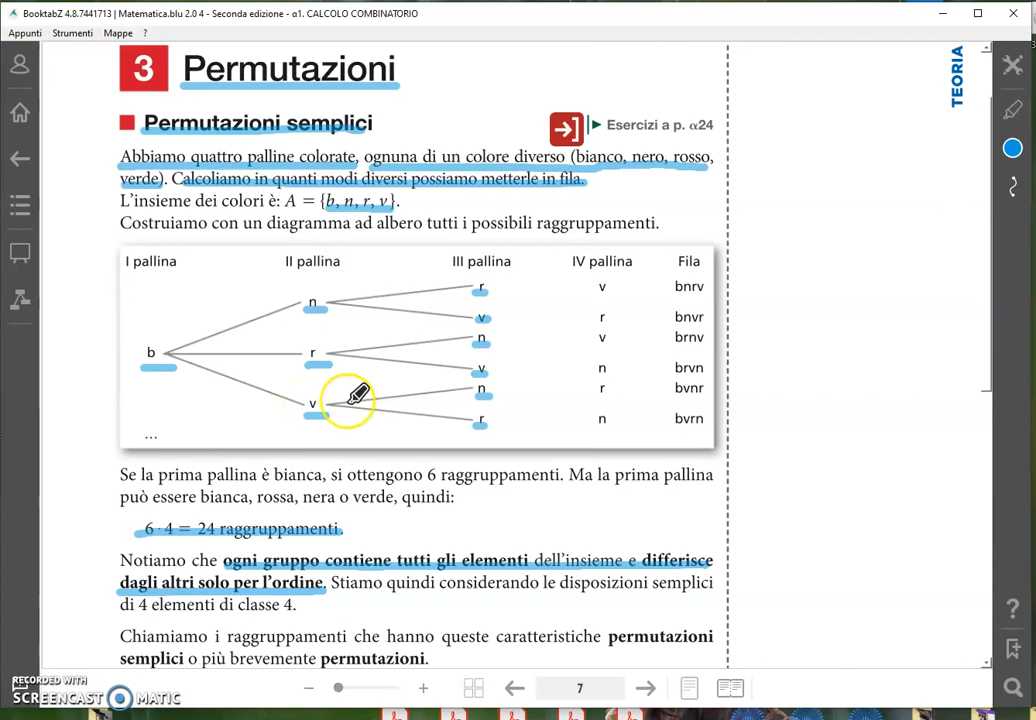 BooktabZ 4.8.7441713 | Matematica.blu 2.0 4 - Seconda edizione - α1. CALCOLO COMBINATORIO
Appunti Strumenti Mappe ?
3 Permutazioni
TEORIA
Permutazioni semplici
Esercizi a p. α24
Abbiamo quattro palline colorate, ognuna di un colore diverso (bianco, nero, rosso,
verde). Calcoliamo in quanti modi diversi possiamo metterle in fila.
L'insieme dei colori è: A = {b, n, r, v}.
Costruiamo con un diagramma ad albero tutti i possibili raggruppamenti.
I pallina II pallina III pallina IV pallina Fila
r v bnrv
n
v r bnvr
n v brnv
b r
v n brvn
n r bvnr
v
r n bvrn
...
Se la prima pallina è bianca, si ottengono 6 raggruppamenti. Ma la prima pallina
può essere bianca, rossa, nera o verde, quindi:
6 · 4 = 24 raggruppamenti.
Notiamo che ogni gruppo contiene tutti gli elementi dell'insieme e differisce
dagli altri solo per l'ordine. Stiamo quindi considerando le disposizioni semplici
di 4 elementi di classe 4.
Chiamiamo i raggruppamenti che hanno queste caratteristiche permutazioni
semplici o più brevemente permutazioni.
7
RECORDED WITH
SCREENCAST MATIC